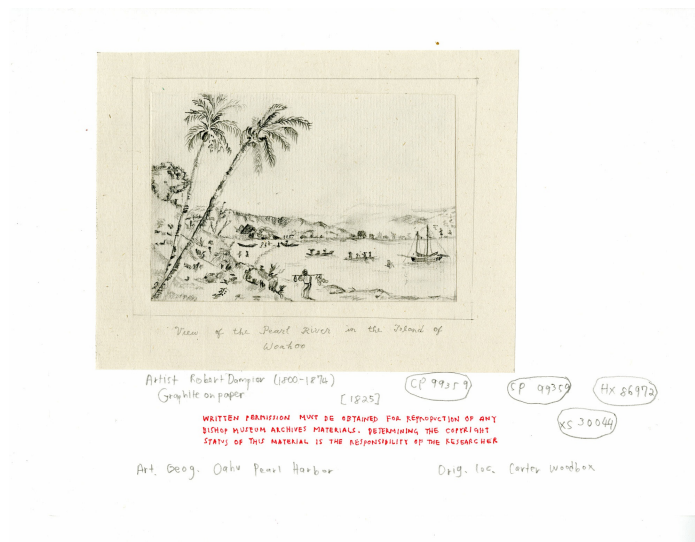 View of the Pearl River in the Island of
Woahoo
Artist Robert Dampier (1800-1874)
Graphite on paper
[1825]
CP 99359
CP 99359
HX 86972
XS 30044
WRITTEN PERMISSION MUST BE OBTAINED FOR REPRODUCTION OF ANY
BISHOP MUSEUM ARCHIVES MATERIALS. DETERMINING THE COPYRIGHT
STATUS OF THIS MATERIAL IS THE RESPONSIBILITY OF THE RESEARCHER
Art. Geog. Oahu Pearl Harbor
Orig. loc. Carter Woodbox